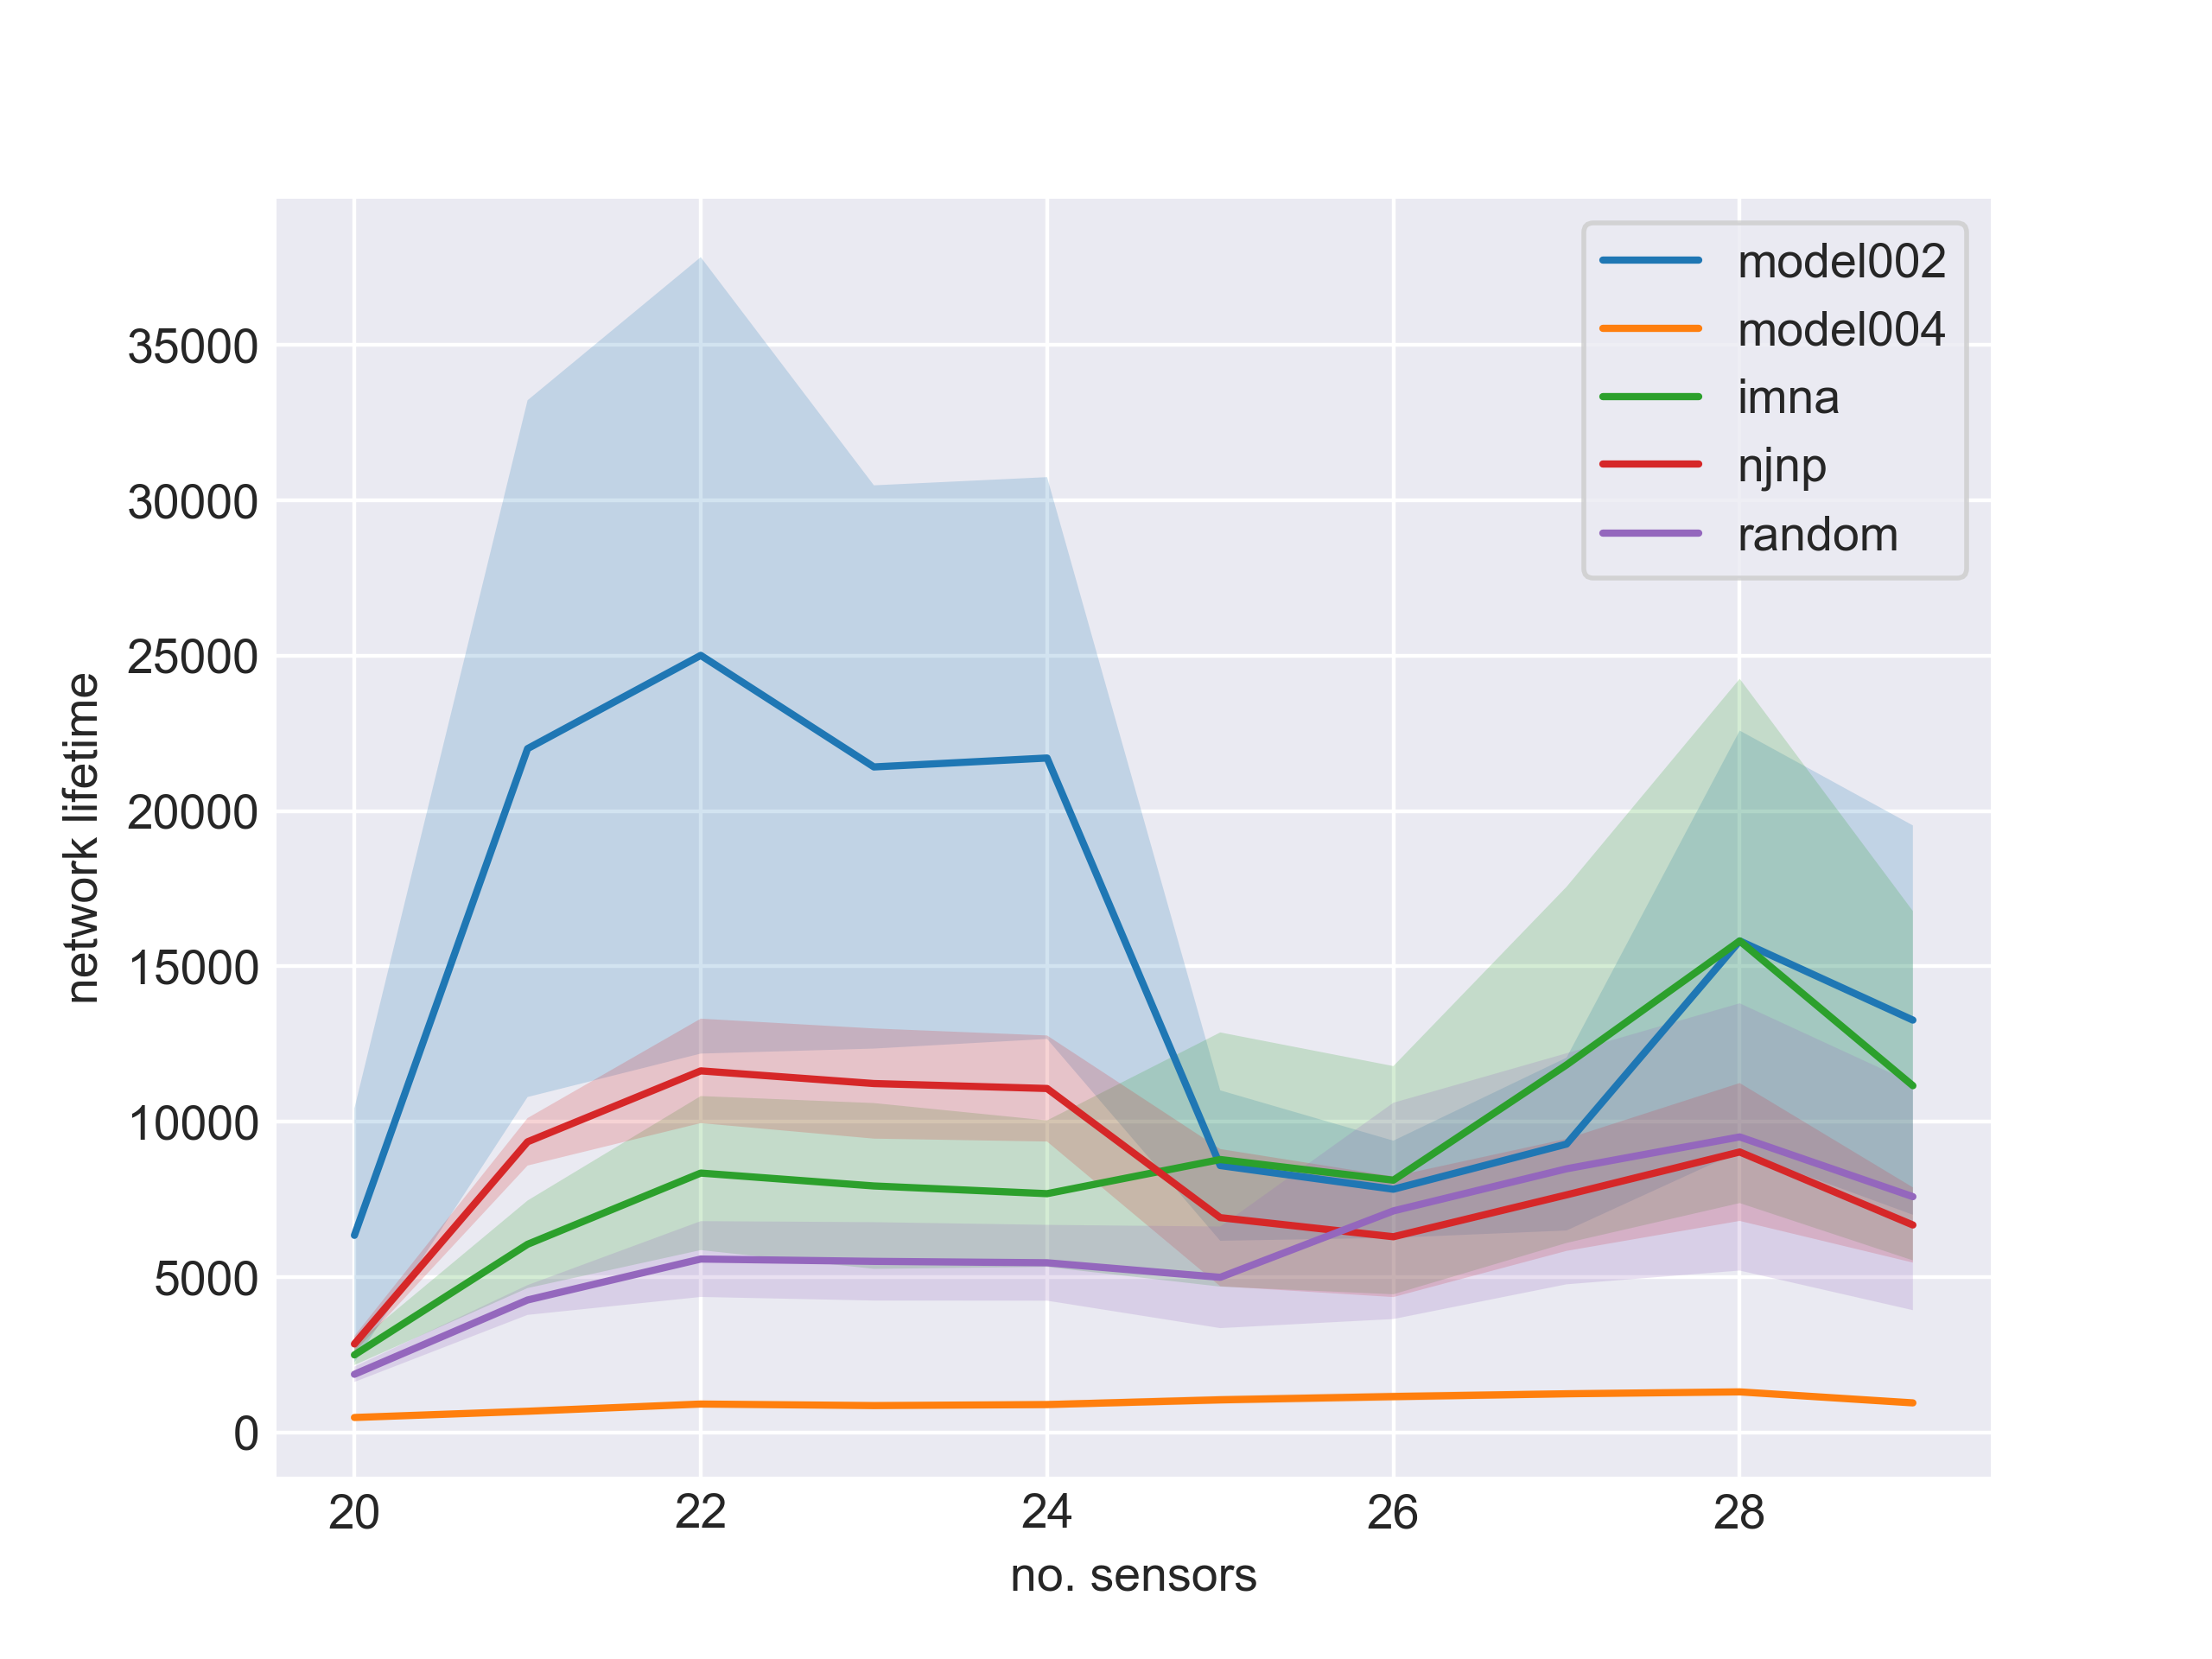 model002
model004
imna
njnp
random
35000
30000
25000
20000
15000
10000
5000
0
network lifetime
20 22 24 26 28
no. sensors